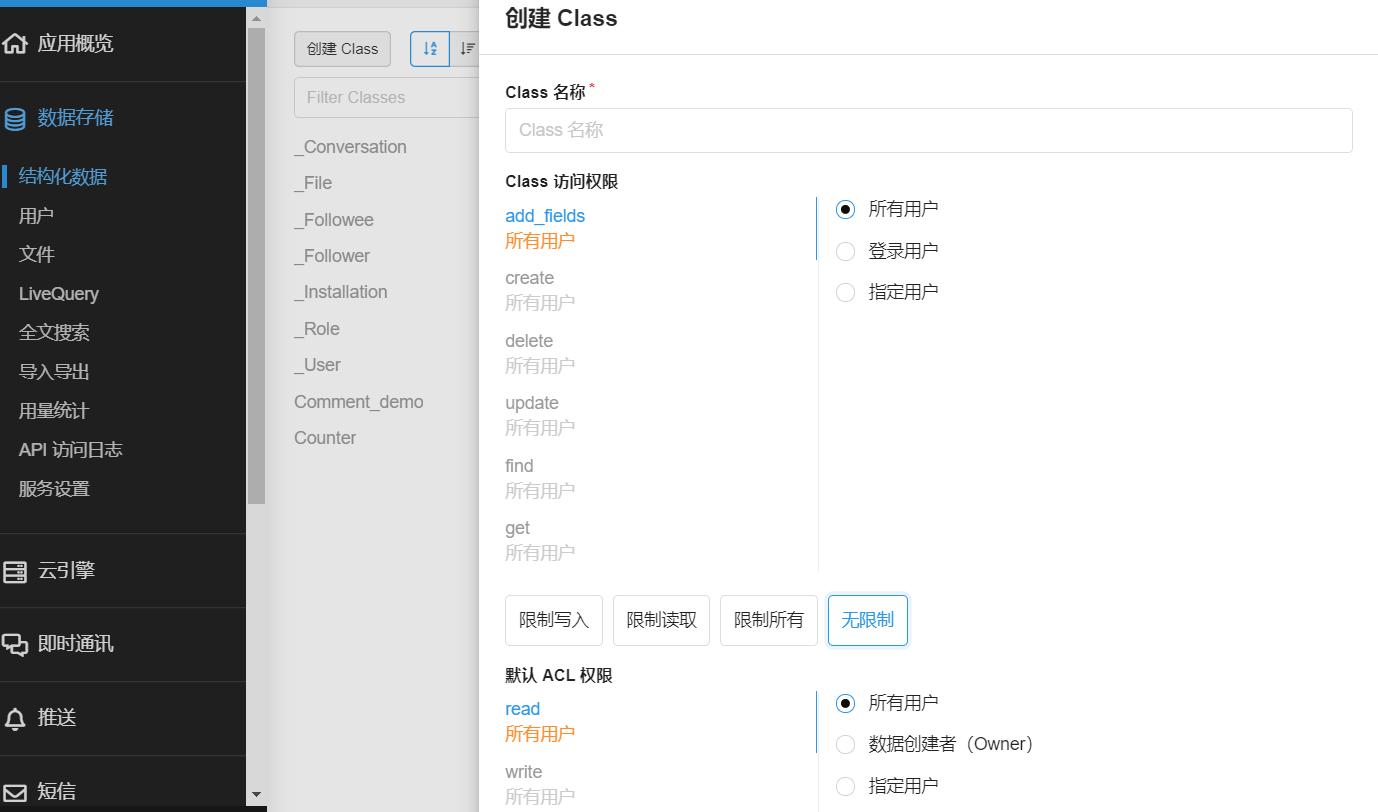 应用概览
数据存储
结构化数据
用户
文件
LiveQuery
全文搜索
导入导出
用量统计
API 访问日志
服务设置
云引擎
即时通讯
推送
短信
创建 Class
Filter Classes
_Conversation
_File
_Followee
_Follower
_Installation
_Role
_User
Comment_demo
Counter
创建 Class
Class 名称*
Class 名称
Class 访问权限
add_fields
所有用户
create
所有用户
delete
所有用户
update
所有用户
find
所有用户
get
所有用户
所有用户
登录用户
指定用户
限制写入 限制读取 限制所有 无限制
默认 ACL 权限
read
所有用户
write
所有用户
所有用户
数据创建者（Owner）
指定用户